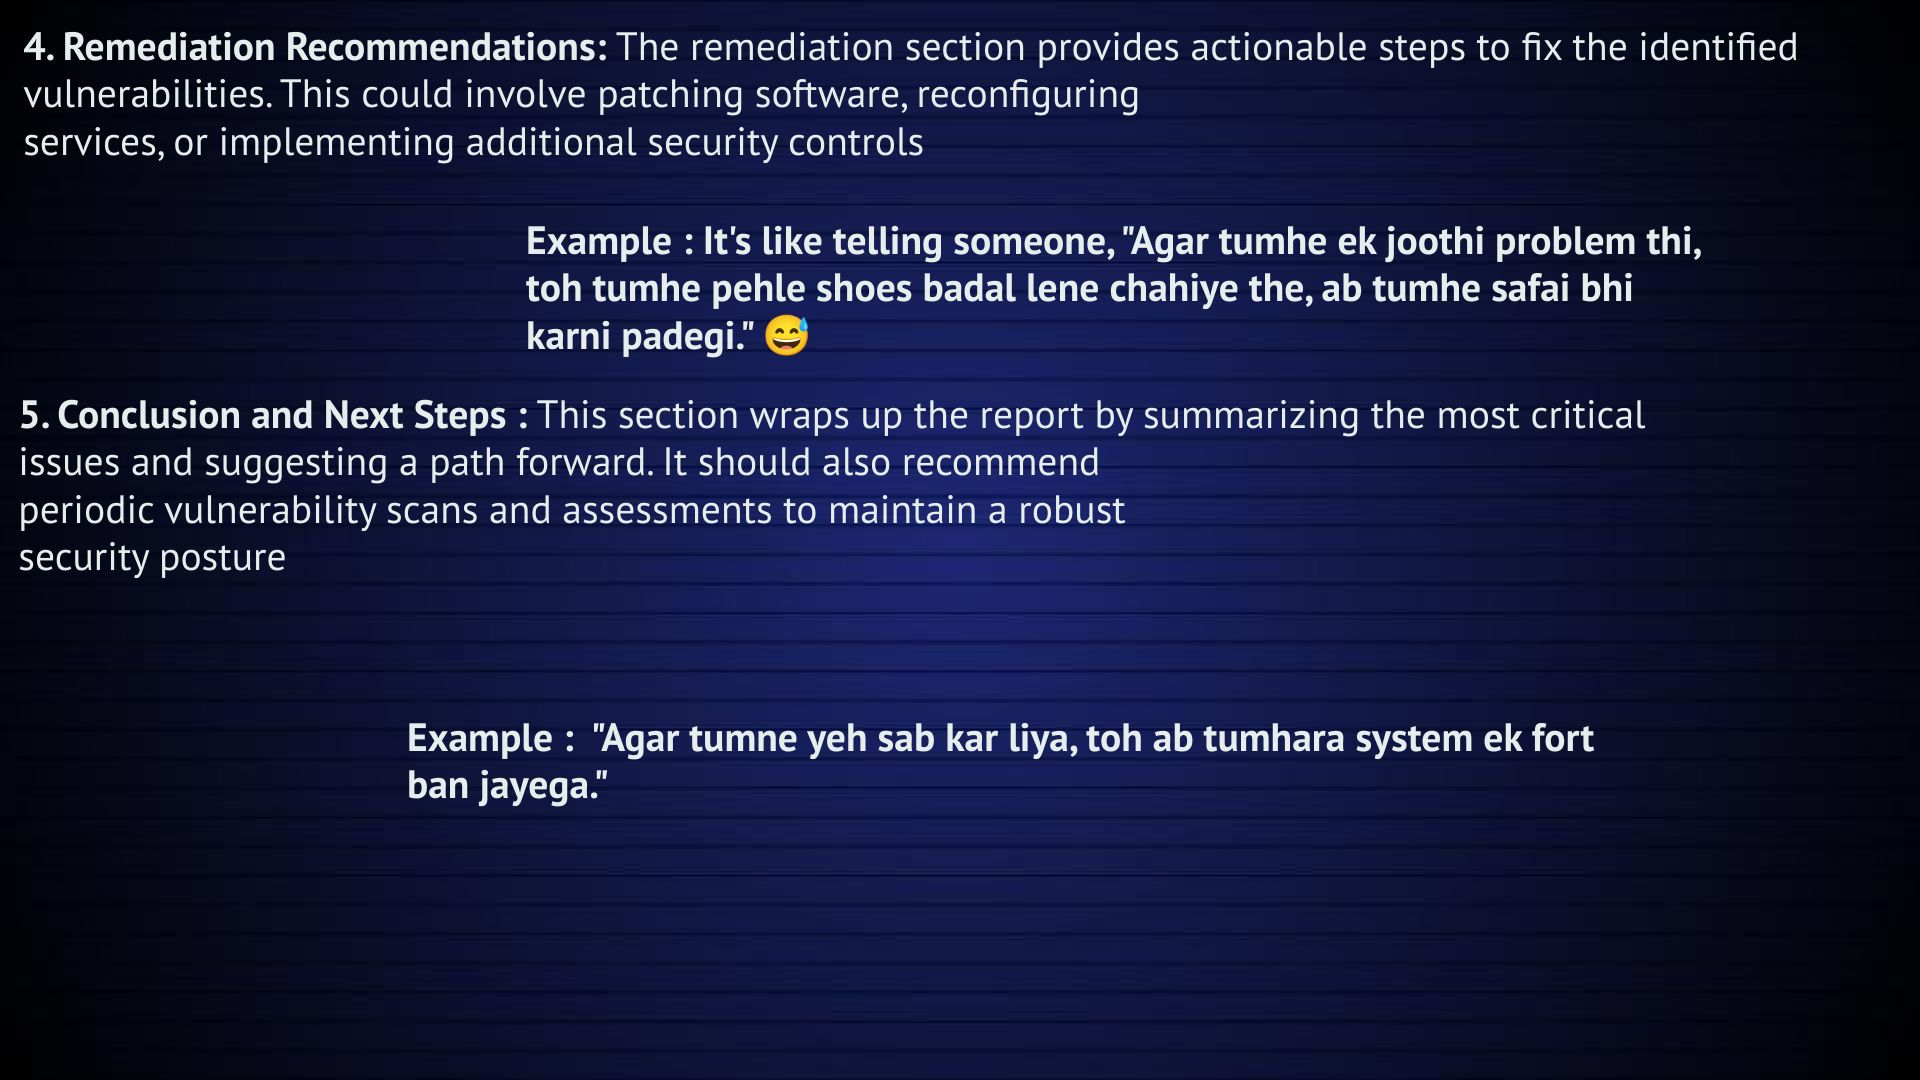 4. Remediation Recommendations: The remediation section provides actionable steps to fix the identified
vulnerabilities. This could involve patching software, reconfiguring
services, or implementing additional security controls
Example : It's like telling someone, "Agar tumhe ek joothi problem thi,
toh tumhe pehle shoes badal lene chahiye the, ab tumhe safai bhi
karni padegi." 😅
5. Conclusion and Next Steps : This section wraps up the report by summarizing the most critical
issues and suggesting a path forward. It should also recommend
periodic vulnerability scans and assessments to maintain a robust
security posture
Example :  "Agar tumne yeh sab kar liya, toh ab tumhara system ek fort
ban jayega."